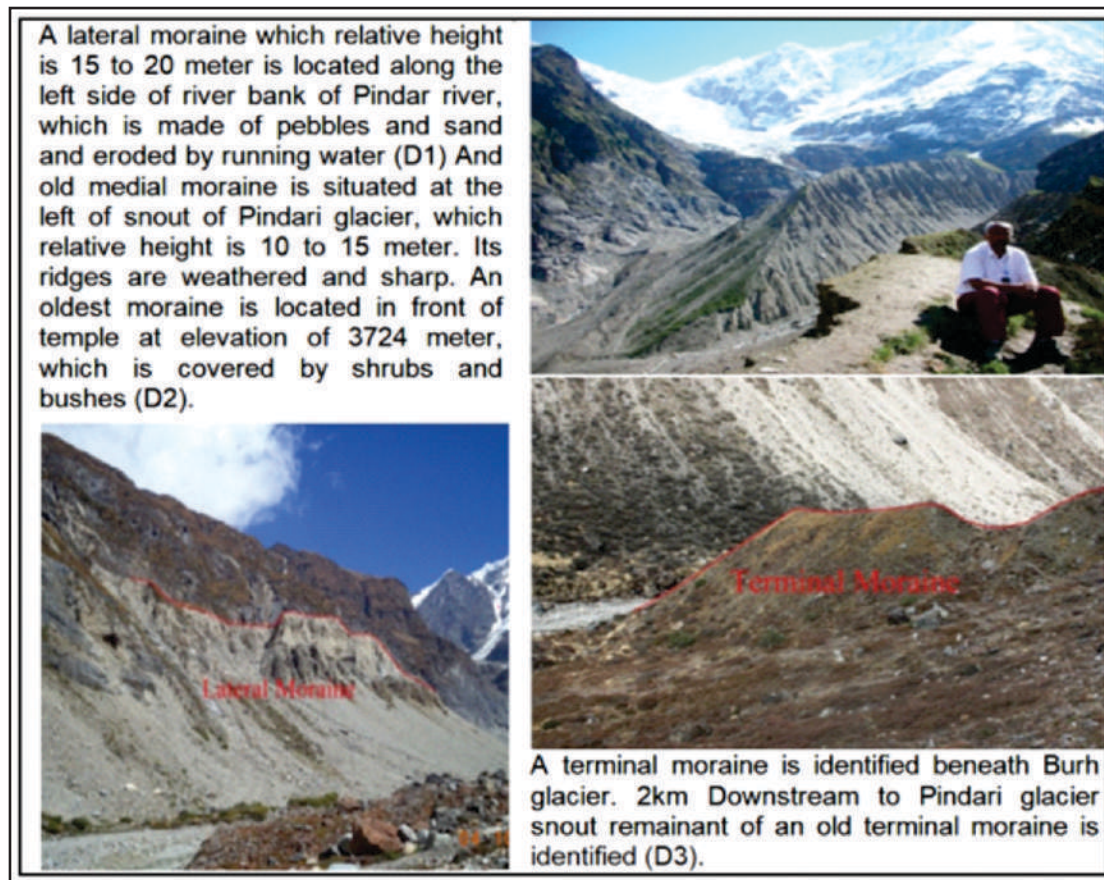 A lateral moraine which relative height
is 15 to 20 meter is located along the
left side of river bank of Pindar river,
which is made of pebbles and sand
and eroded by running water (D1) And
old medial moraine is situated at the
left of snout of Pindari glacier, which
relative height is 10 to 15 meter. Its
ridges are weathered and sharp. An
oldest moraine is located in front of
temple at elevation of 3724 meter,
which is covered by shrubs and
bushes (D2).
Lateral Moraine
Terminal Moraine
A terminal moraine is identified beneath Burh
glacier. 2km Downstream to Pindari glacier
snout remainant of an old terminal moraine is
identified (D3).